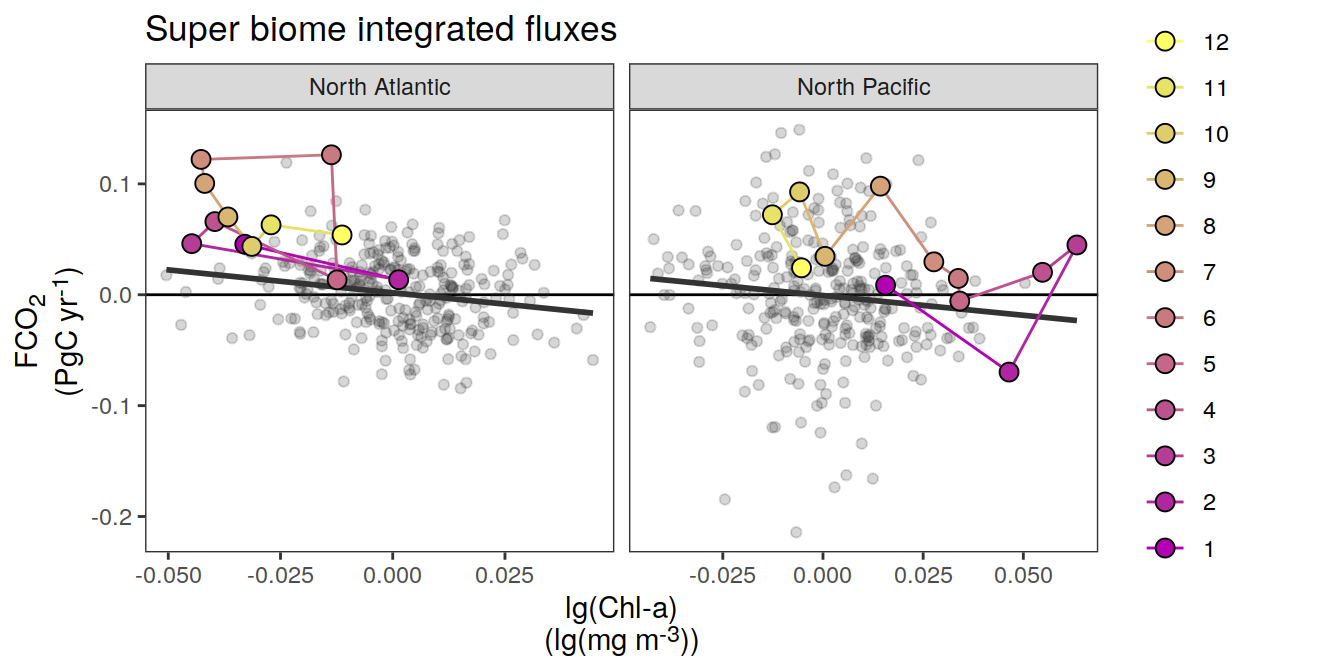 Super biome integrated fluxes
North Atlantic
North Pacific
FCO₂
(PgC yr⁻¹)
0.1
0.0
-0.1
-0.2
-0.050 -0.025 0.000 0.025
-0.025 0.000 0.025 0.050
lg(Chl-a)
(lg(mg m⁻³))
12
11
10
9
8
7
6
5
4
3
2
1